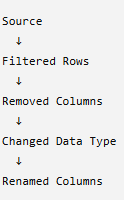 Source
↓
Filtered Rows
↓
Removed Columns
↓
Changed Data Type
↓
Renamed Columns